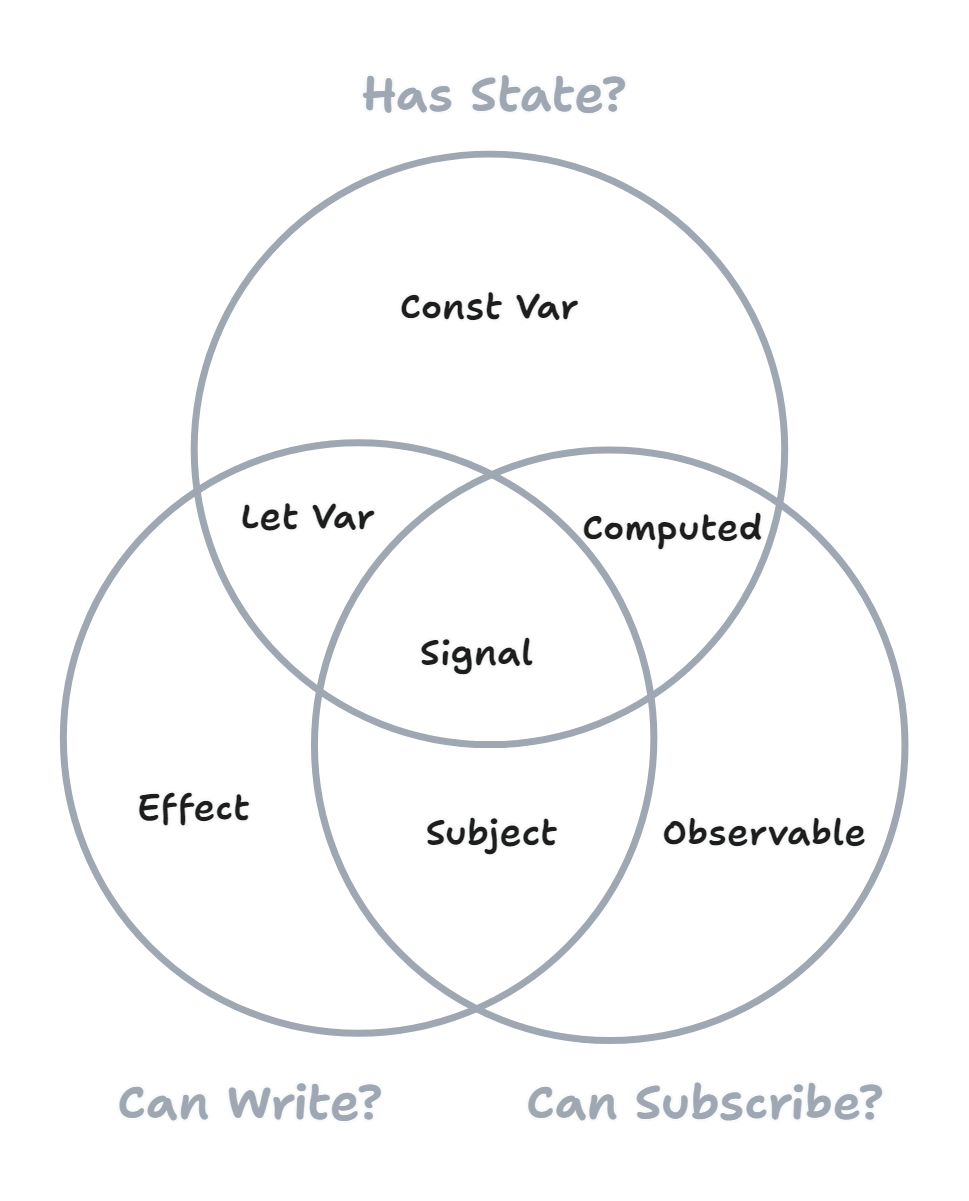 Has State?
Const Var
Let Var
Computed
Signal
Effect
Subject
Observable
Can Write?
Can Subscribe?